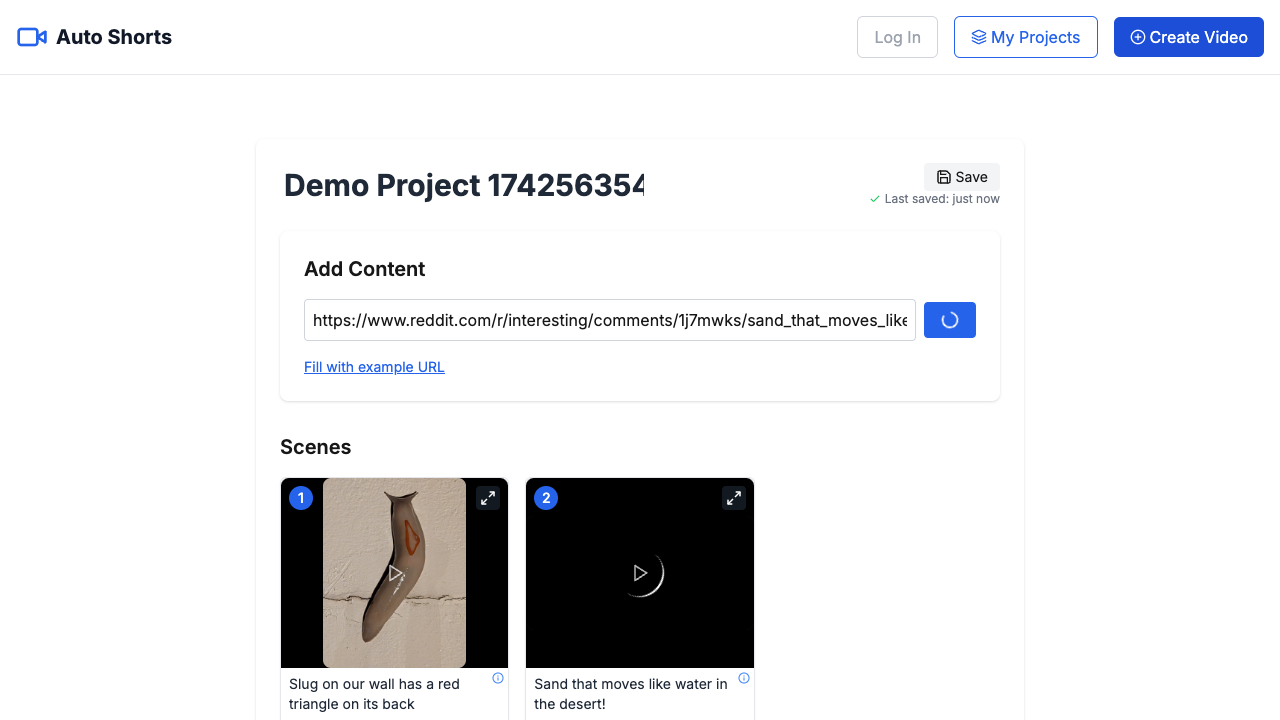 Auto Shorts
Log In
My Projects
Create Video
Demo Project 174256354
Save
Last saved: just now
Add Content
https://www.reddit.com/r/interesting/comments/1j7mwks/sand_that_moves_like
Fill with example URL
Scenes
1
2
Slug on our wall has a red
triangle on its back
Sand that moves like water in
the desert!